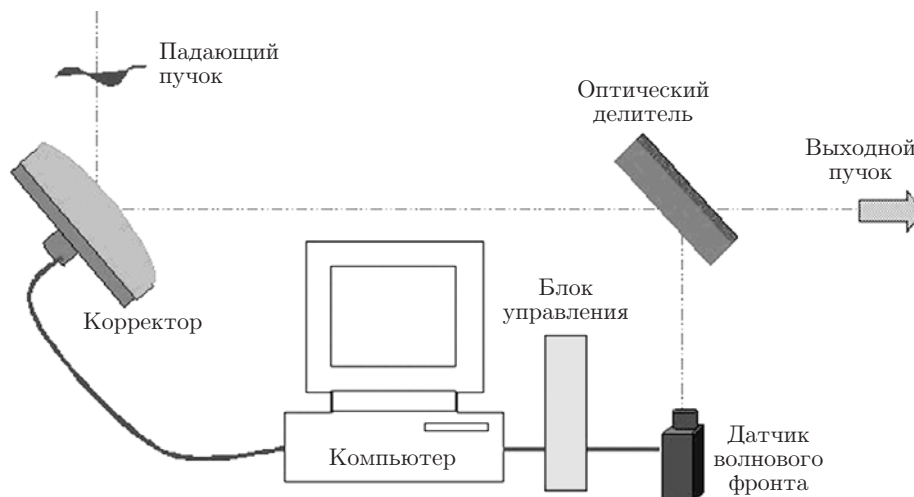 Падающий
пучок
Оптический
делитель
Выходной
пучок
Корректор
Блок
управления
Компьютер
Датчик
волнового
фронта